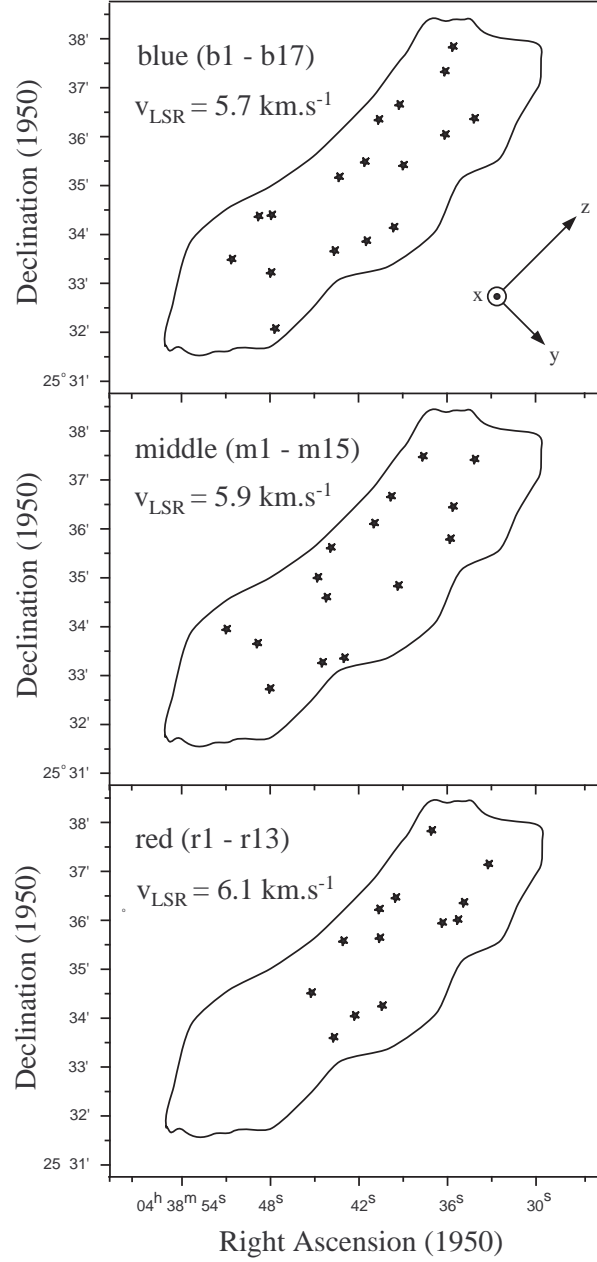 38'
blue (b1 - b17)
37'
v_LSR = 5.7 km.s⁻¹
36'
35'
34'
33'
32'
25° 31'
Declination (1950)
z
x
y
38'
middle (m1 - m15)
37'
v_LSR = 5.9 km.s⁻¹
36'
35'
34'
33'
32'
25° 31'
Declination (1950)
38'
red (r1 - r13)
37'
v_LSR = 6.1 km.s⁻¹
36'
35'
34'
33'
32'
25 31'
Declination (1950)
04ʰ 38ᵐ 54ˢ 48ˢ 42ˢ 36ˢ 30ˢ
Right Ascension (1950)